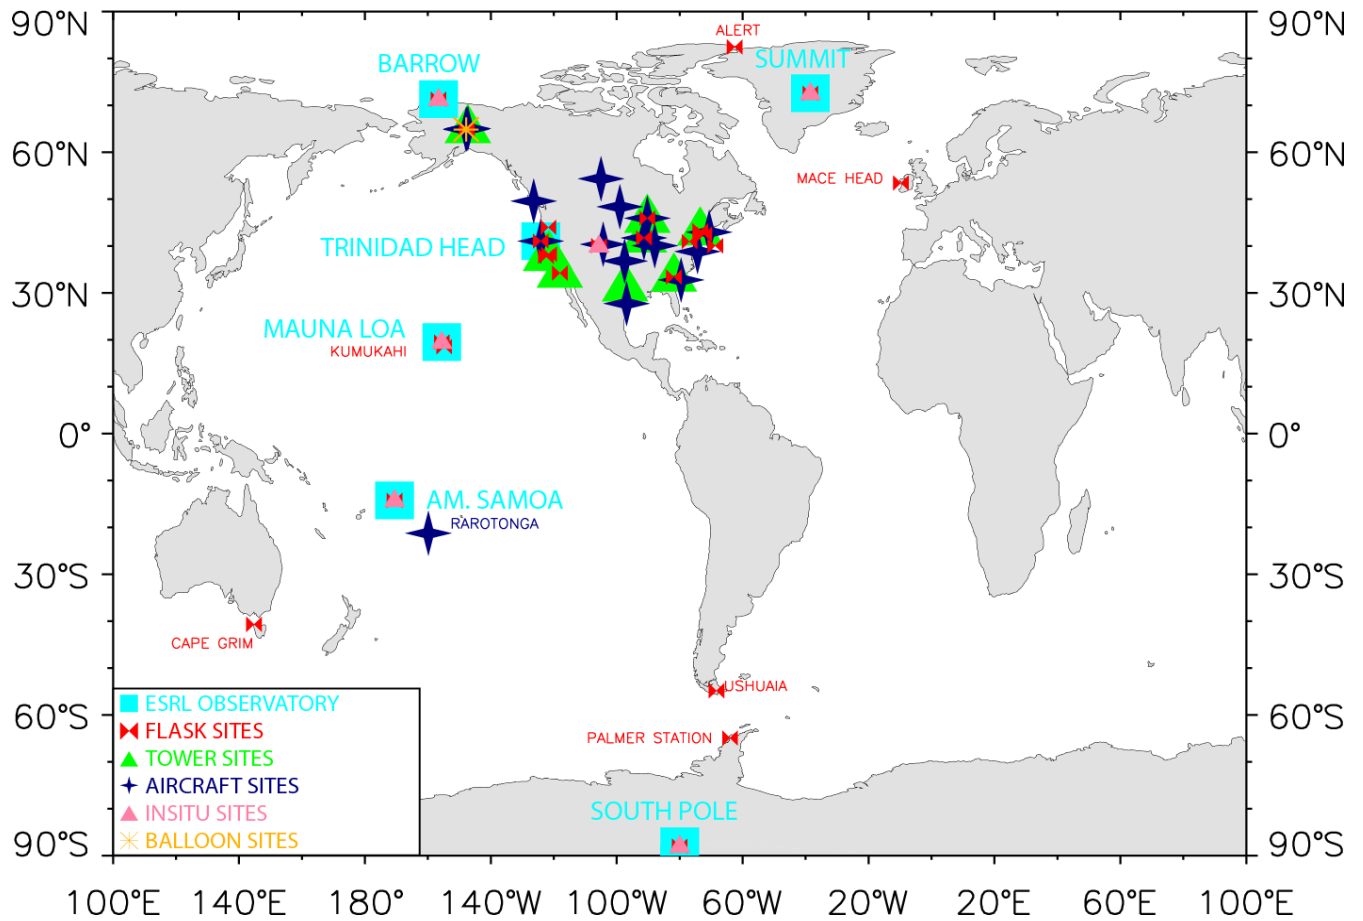 90°N
90°N
ALERT
SUMMIT
BARROW
60°N
60°N
MACE HEAD
TRINIDAD HEAD
30°N
30°N
MAUNA LOA
KUMUKAHI
0°
0°
AM. SAMOA
RAROTONGA
30°S
30°S
CAPE GRIM
USHUAIA
ESRL OBSERVATORY
60°S
60°S
FLASK SITES
PALMER STATION
TOWER SITES
AIRCRAFT SITES
INSITU SITES
SOUTH POLE
BALLOON SITES
90°S
90°S
100°E 140°E 180° 140°W 100°W 60°W 20°W 20°E 60°E 100°E